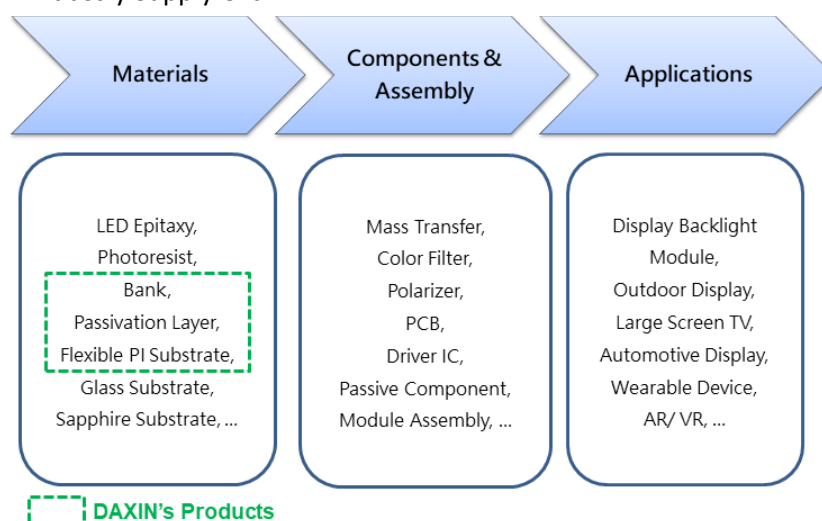 Materials
Components &
Assembly
Applications
LED Epitaxy,
Photoresist,
Bank,
Passivation Layer,
Flexible PI Substrate,
Glass Substrate,
Sapphire Substrate, ...
Mass Transfer,
Color Filter,
Polarizer,
PCB,
Driver IC,
Passive Component,
Module Assembly, ...
Display Backlight
Module,
Outdoor Display,
Large Screen TV,
Automotive Display,
Wearable Device,
AR/ VR, ...
DAXIN's Products